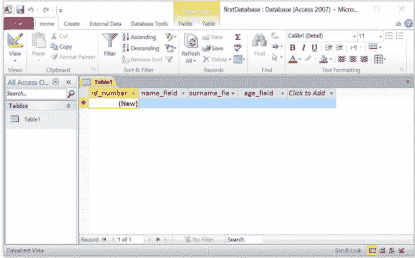 firstDatabase : Database (Access 2007) - Micro...
Home Create External Data Database Tools Fields Table
View
Paste
Cut
Copy
Format Painter
Filter
Ascending
Descending
Remove Sort
Refresh All
New
Save
Delete
Find
Calibri (Detail) 11
B I U
Views Clipboard Sort & Filter Records Find Text Formatting
All Access O...
Search...
Tables
Table1
Table1
id_number name_field surname_fie age_field Click to Add
(New)
Record: 1 of 1 No Filter Search
Datasheet View
Scroll Lock